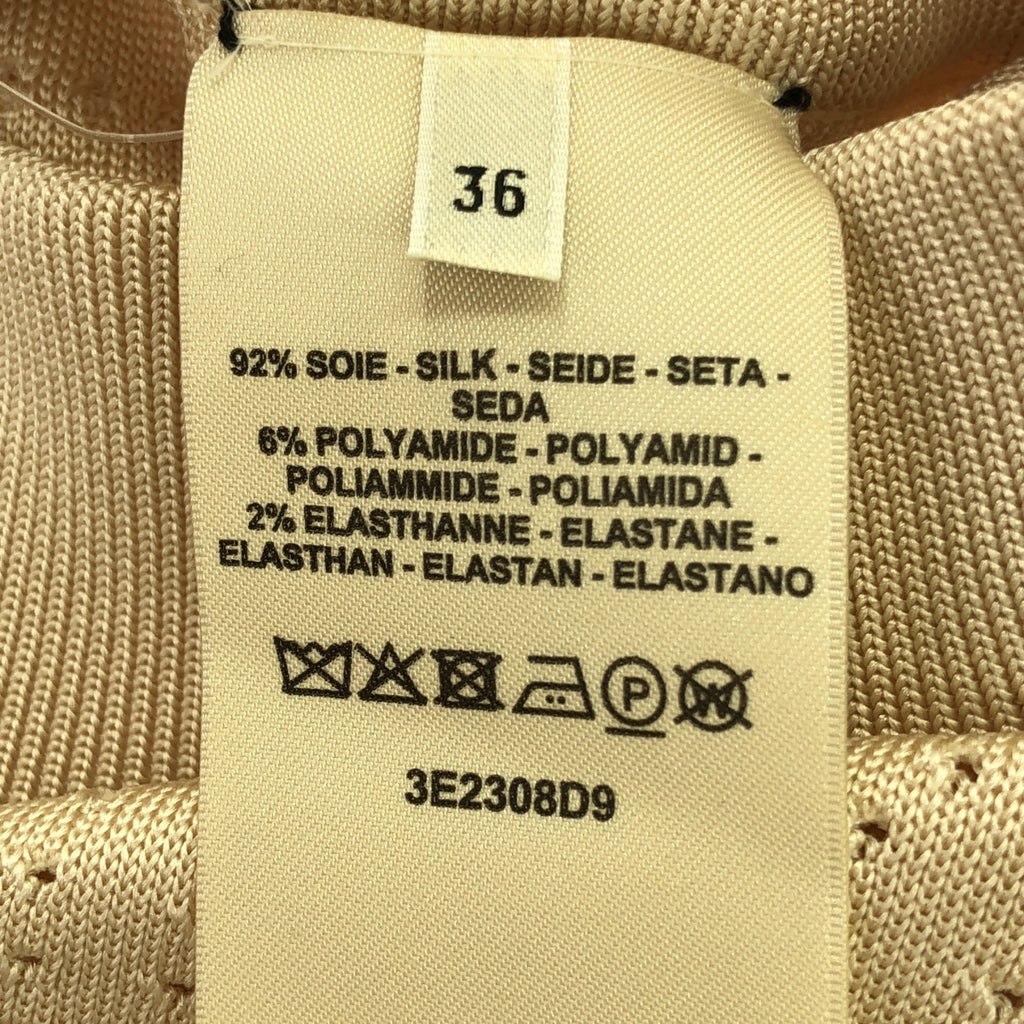 36
92% SOIE - SILK - SEIDE - SETA -
SEDA
6% POLYAMIDE - POLYAMID -
POLIAMMIDE - POLIAMIDA
2% ELASTHANNE - ELASTANE -
ELASTHAN - ELASTAN - ELASTANO
P W
3E2308D9